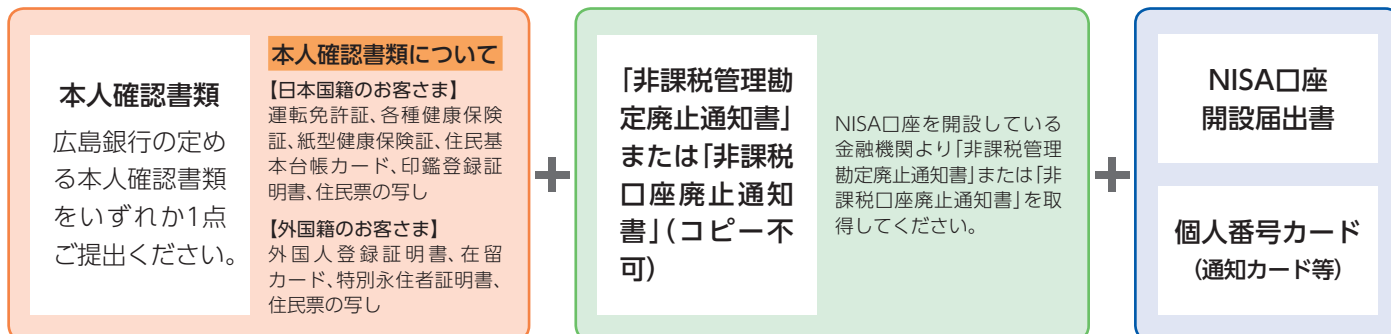 本人確認書類
広島銀行の定め
る本人確認書類
をいずれか1点
ご提出ください。
本人確認書類について
【日本国籍のお客さま】
運転免許証、各種健康保険
証、紙型健康保険証、住民基
本台帳カード、印鑑登録証
明書、住民票の写し
【外国籍のお客さま】
外国人登録証明書、在留
カード、特別永住者証明書、
住民票の写し
+
「非課税管理勘
定廃止通知書」
または「非課税
口座廃止通知
書」(コピー不
可)
NISA口座を開設している
金融機関より「非課税管理
勘定廃止通知書」または「非
課税口座廃止通知書」を取
得してください。
+
NISA口座
開設届出書
個人番号カード
(通知カード等)